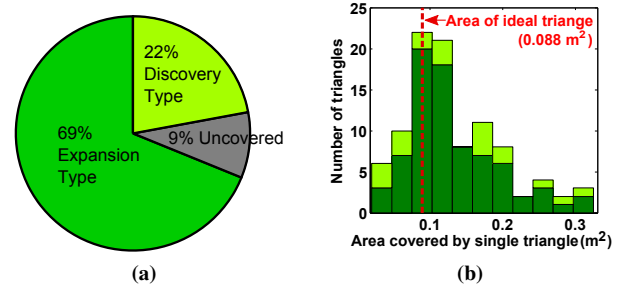 22%
Discovery
Type
69%
Expansion
Type
9% Uncovered
(a)
Number of triangles
25
20
15
10
5
0
Area of ideal triange
(0.088 m²)
0.1
0.2
0.3
Area covered by single triangle(m²)
(b)